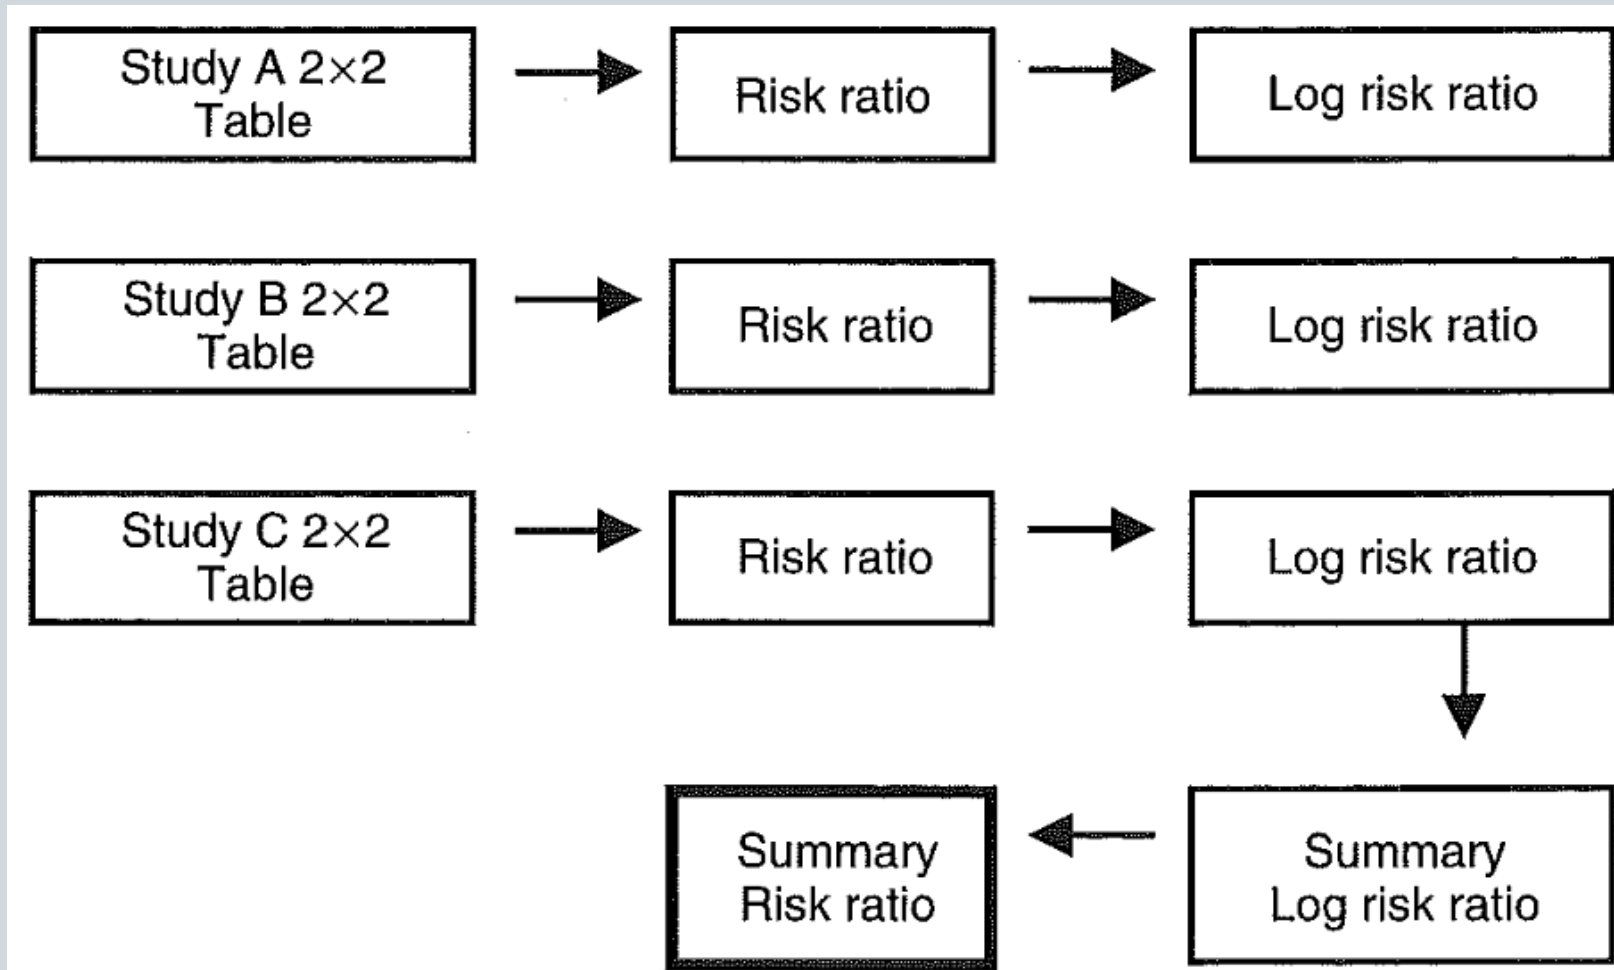 Study A 2×2
Table
Risk ratio
Log risk ratio
Study B 2×2
Table
Risk ratio
Log risk ratio
Study C 2×2
Table
Risk ratio
Log risk ratio
Summary
Risk ratio
Summary
Log risk ratio